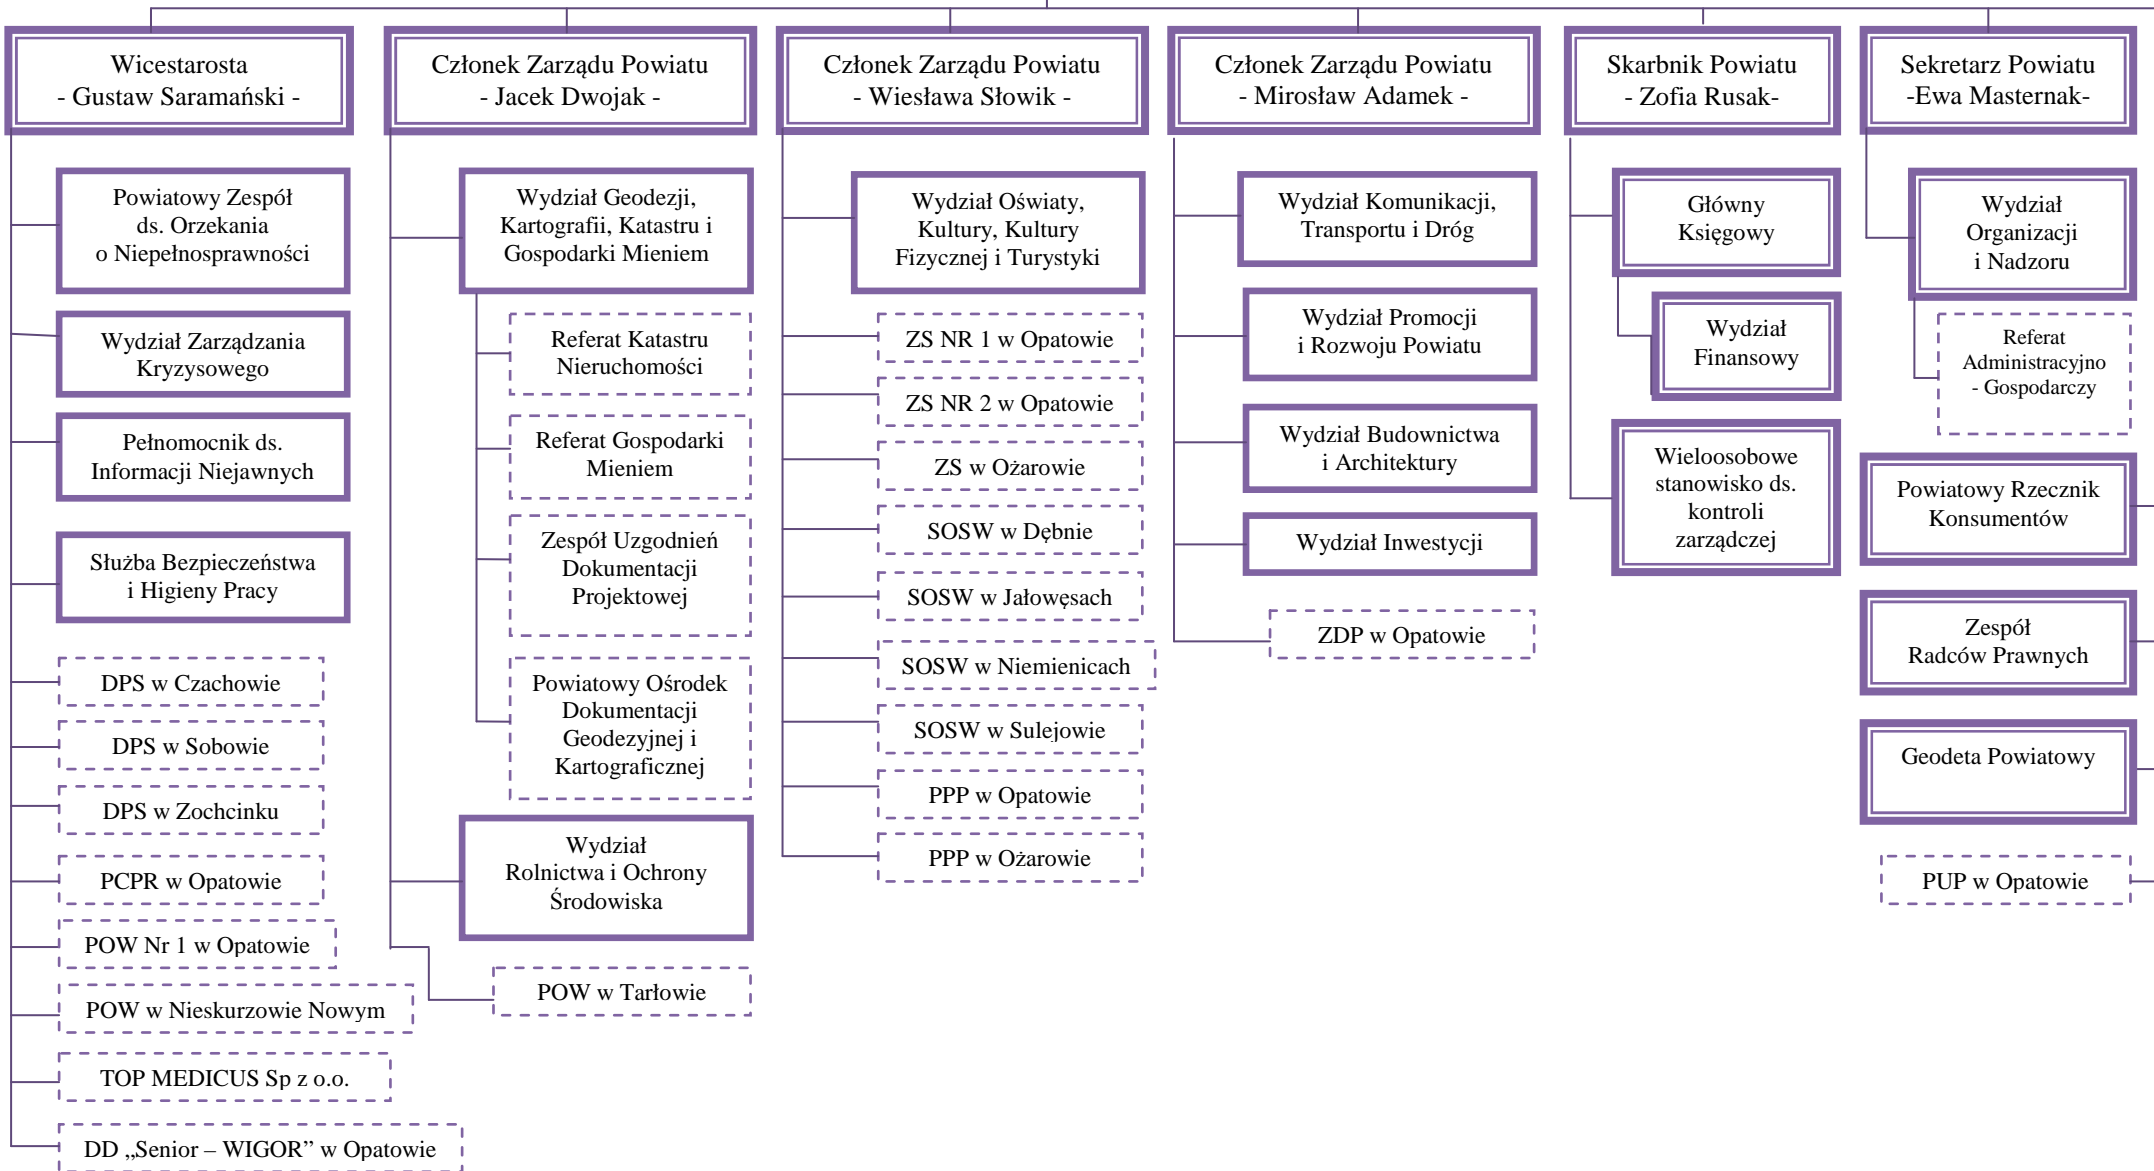 Wicestarosta
- Gustaw Saramański -
Powiatowy Zespół
ds. Orzekania
o Niepełnosprawności
Wydział Zarządzania
Kryzysowego
Pełnomocnik ds.
Informacji Niejawnych
Służba Bezpieczeństwa
i Higieny Pracy
DPS w Czachowie
DPS w Sobowie
DPS w Zochcinku
PCPR w Opatowie
POW Nr 1 w Opatowie
POW w Nieskurzowie Nowym
TOP MEDICUS Sp z o.o.
DD „Senior – WIGOR” w Opatowie
Członek Zarządu Powiatu
- Jacek Dwojak -
Wydział Geodezji,
Kartografii, Katastru i
Gospodarki Mieniem
Referat Katastru
Nieruchomości
Referat Gospodarki
Mieniem
Zespół Uzgodnień
Dokumentacji
Projektowej
Powiatowy Ośrodek
Dokumentacji
Geodezyjnej i
Kartograficznej
Wydział
Rolnictwa i Ochrony
Środowiska
POW w Tarłowie
Członek Zarządu Powiatu
- Wiesława Słowik -
Wydział Oświaty,
Kultury, Kultury
Fizycznej i Turystyki
ZS NR 1 w Opatowie
ZS NR 2 w Opatowie
ZS w Ożarowie
SOSW w Dębnie
SOSW w Jałowęsach
SOSW w Niemienicach
SOSW w Sulejowie
PPP w Opatowie
PPP w Ożarowie
Członek Zarządu Powiatu
- Mirosław Adamek -
Wydział Komunikacji,
Transportu i Dróg
Wydział Promocji
i Rozwoju Powiatu
Wydział Budownictwa
i Architektury
Wydział Inwestycji
ZDP w Opatowie
Skarbnik Powiatu
- Zofia Rusak-
Główny
Księgowy
Wydział
Finansowy
Wieloosobowe
stanowisko ds.
kontroli
zarządczej
Sekretarz Powiatu
-Ewa Masternak-
Wydział
Organizacji
i Nadzoru
Referat
Administracyjno
- Gospodarczy
Powiatowy Rzecznik
Konsumentów
Zespół
Radców Prawnych
Geodeta Powiatowy
PUP w Opatowie